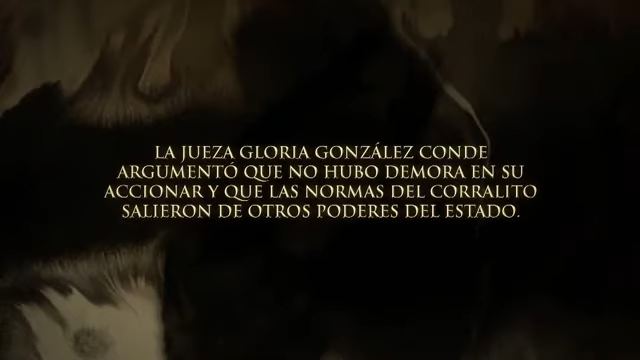 LA JUEZA GLORIA GONZÁLEZ CONDE
ARGUMENTÓ QUE NO HUBO DEMORA EN SU
ACCIONAR Y QUE LAS NORMAS DEL CORRALITO
SALIERON DE OTROS PODERES DEL ESTADO.